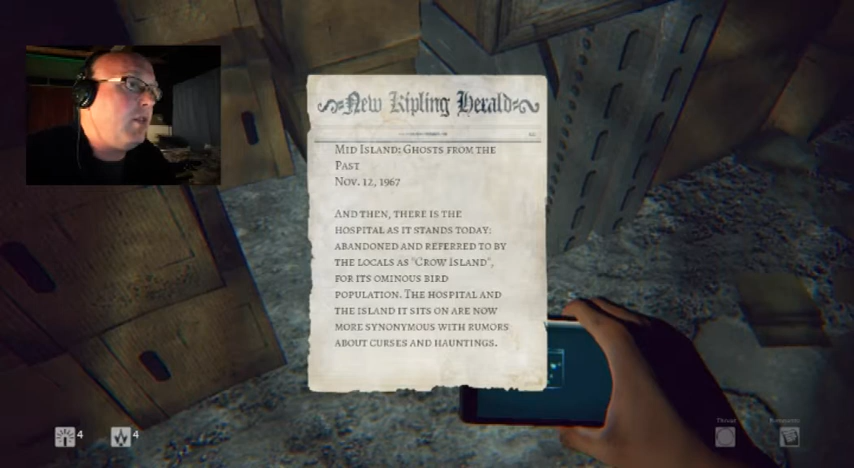 New Kipling Herald
Mid Island: Ghosts from the
Past
Nov. 12, 1967
And then, there is the
hospital as it stands today:
abandoned and referred to by
the locals as "Crow Island",
for its ominous bird
population. The hospital and
the island it sits on are now
more synonymous with rumors
about curses and hauntings.
4
4